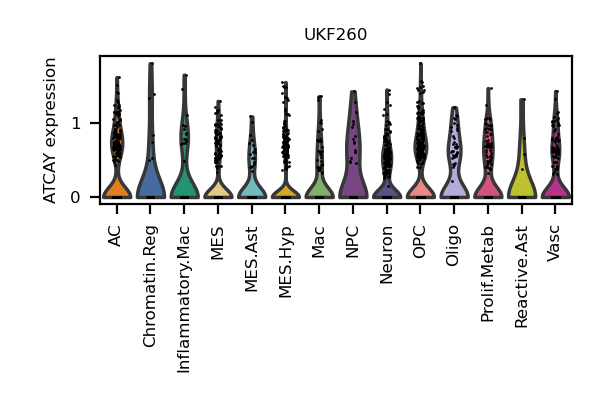 UKF260
ATCAY expression
1
0
AC
Chromatin.Reg
Inflammatory.Mac
MES
MES.Ast
MES.Hyp
Mac
NPC
Neuron
OPC
Oligo
Prolif.Metab
Reactive.Ast
Vasc